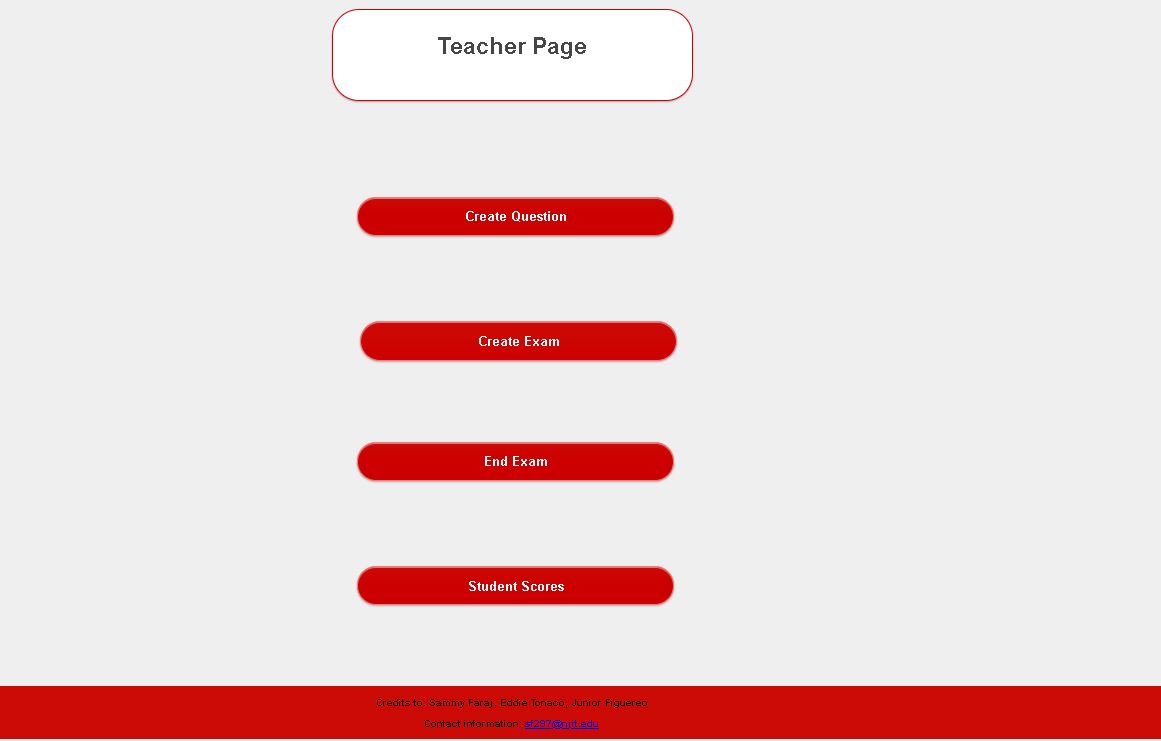 Teacher Page
Create Question
Create Exam
End Exam
Student Scores
Credits to: Sammy Faraj, Eddie Tonaco, Junior Figuereo
Contact information: sf297@njit.edu